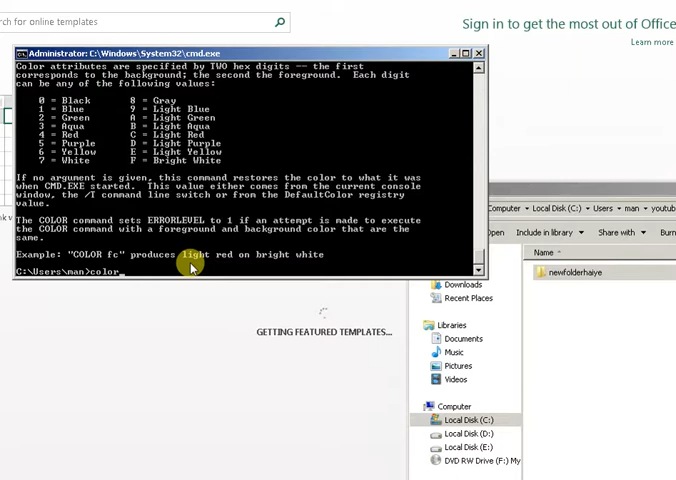 rch for online templates
Sign in to get the most out of Office
Learn more
Administrator: C:\Windows\System32\cmd.exe
Color attributes are specified by TWO hex digits -- the first
corresponds to the background; the second the foreground.  Each digit
can be any of the following values:
0 = Black 8 = Gray
1 = Blue 9 = Light Blue
2 = Green A = Light Green
3 = Aqua B = Light Aqua
4 = Red C = Light Red
5 = Purple D = Light Purple
6 = Yellow E = Light Yellow
7 = White F = Bright White
If no argument is given, this command restores the color to what it was
when CMD.EXE started.  This value either comes from the current console
window, the /T command line switch or from the DefaultColor registry
value.
The COLOR command sets ERRORLEVEL to 1 if an attempt is made to execute
the COLOR command with a foreground and background color that are the
same.
Example: "COLOR fc" produces light red on bright white
C:\Users\man>color_
GETTING FEATURED TEMPLATES...
Computer Local Disk (C:) Users man youtub
Open Include in library Share with Burn
Name
newfolderhaiye
Downloads
Recent Places
Libraries
Documents
Music
Pictures
Videos
Computer
Local Disk (C:)
Local Disk (D:)
Local Disk (E:)
DVD RW Drive (F:) My